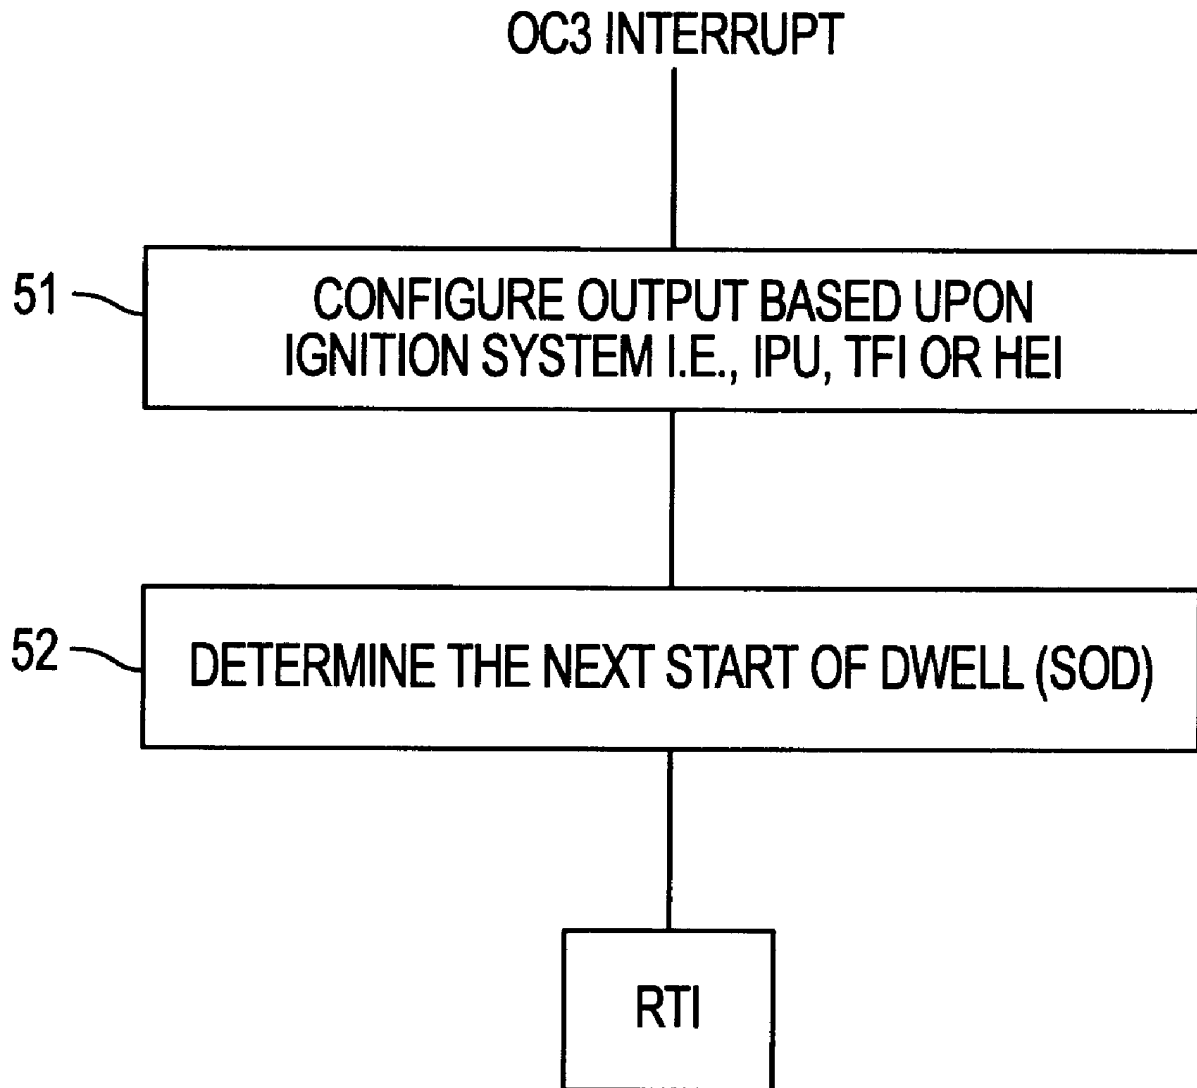 OC3 INTERRUPT
51
CONFIGURE OUTPUT BASED UPON
IGNITION SYSTEM I.E., IPU, TFI OR HEI
52
DETERMINE THE NEXT START OF DWELL (SOD)
RTI